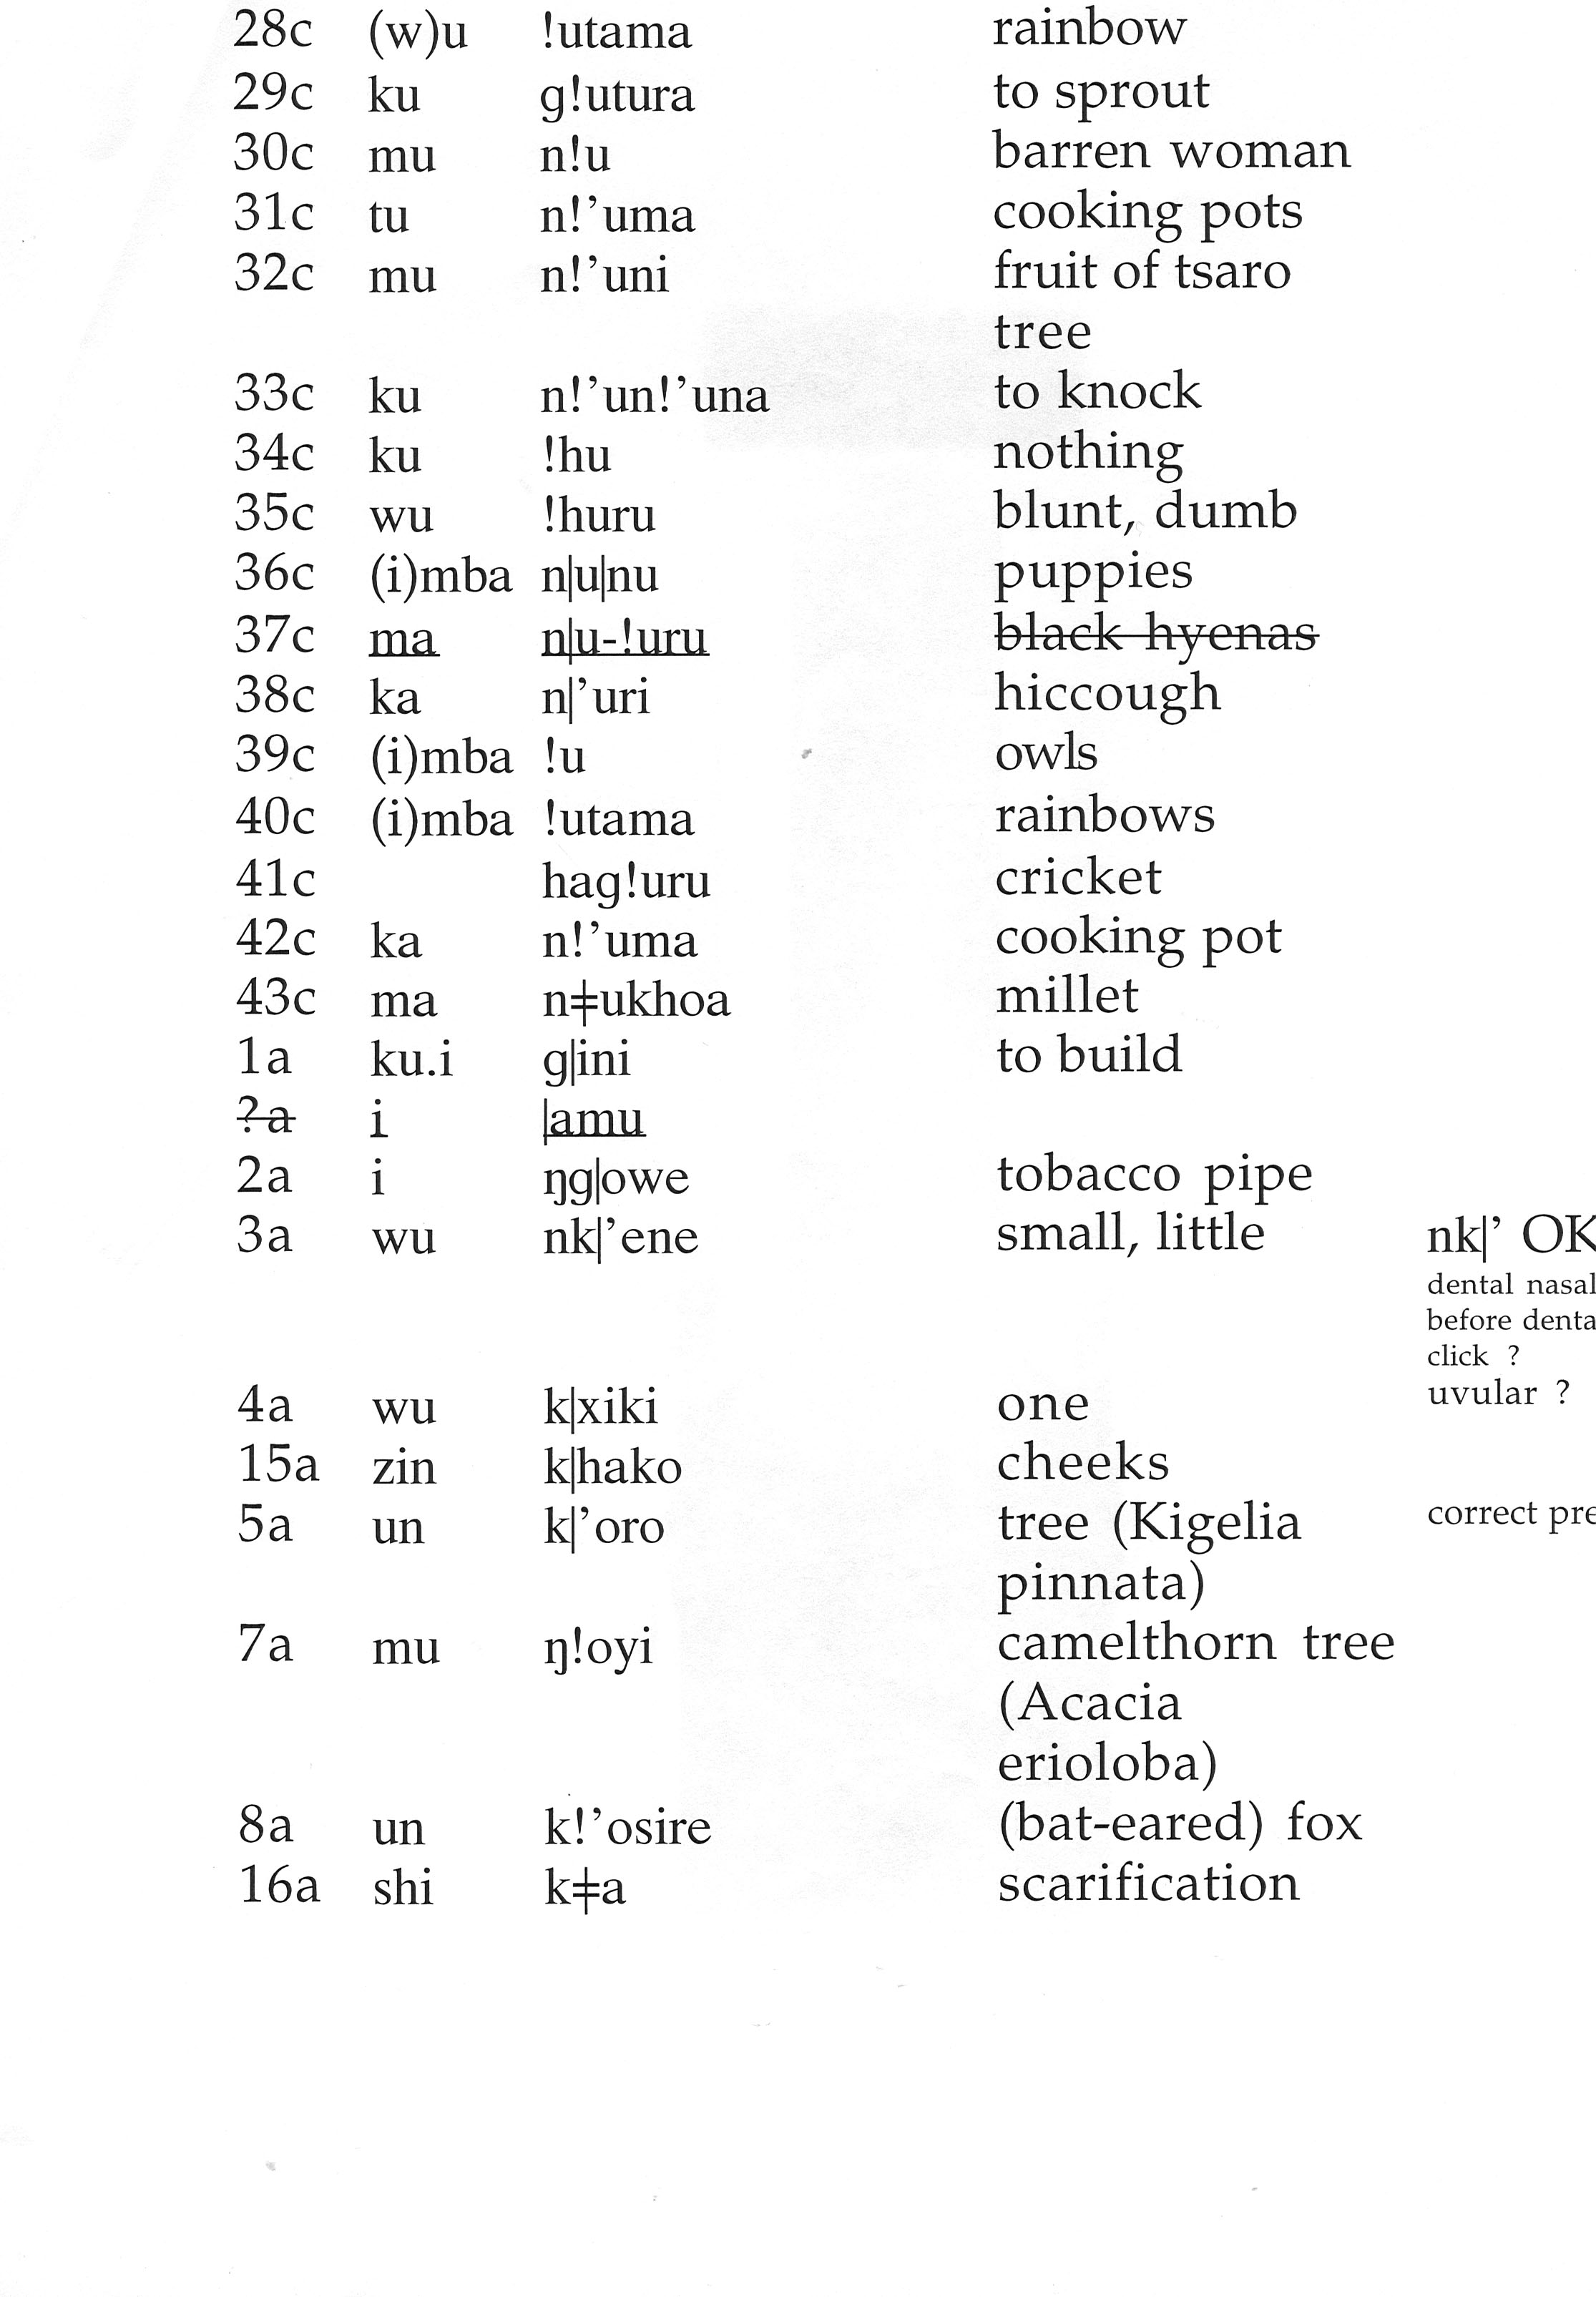 28c (w)u !utama rainbow
29c ku g!utura to sprout
30c mu n!u barren woman
31c tu n!’uma cooking pots
32c mu n!’uni fruit of tsaro
tree
33c ku n!’un!’una to knock
34c ku !hu nothing
35c wu !huru blunt, dumb
36c (i)mba n|u|nu puppies
37c ma n|u-!uru black hyenas
38c ka n|’uri hiccough
39c (i)mba !u owls
40c (i)mba !utama rainbows
41c hag!uru cricket
42c ka n!’uma cooking pot
43c ma nǂukhoa millet
1a ku.i g|ini to build
?a i |amu
2a i ŋg|owe tobacco pipe
3a wu nk|’ene small, little nk|’ OK
dental nasal
before denta
click ?
4a wu k|xiki one uvular ?
15a zin k|hako cheeks
5a un k|’oro tree (Kigelia correct pre
pinnata)
7a mu ŋ!oyi camelthorn tree
(Acacia
erioloba)
8a un k!’osire (bat-eared) fox
16a shi kǂa scarification